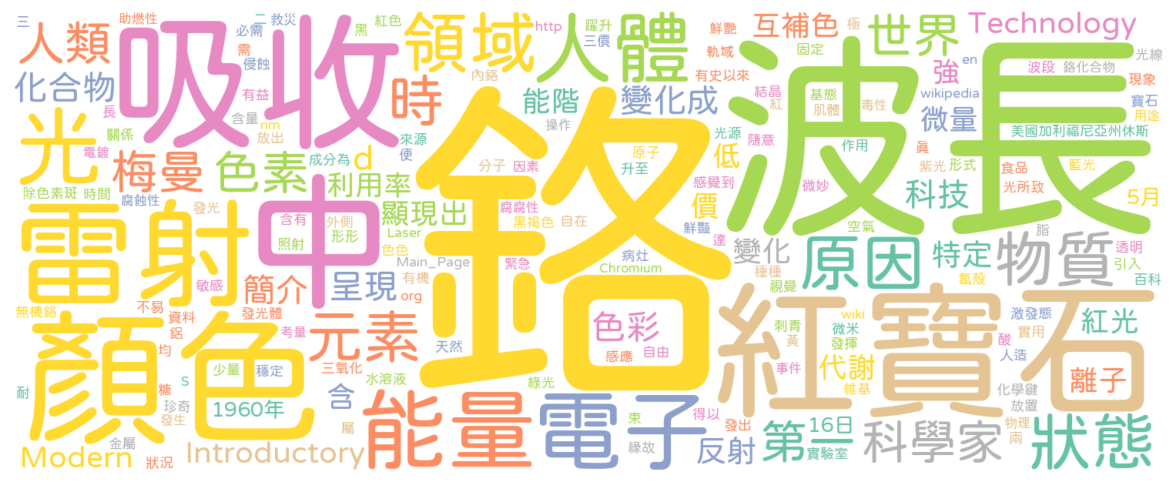 三
助燃性
二
救災
黑
紅色
躍升
http
鮮艷
極
必需
人類
吸收
領域
人體
三價
軌域
互補色
固定
世界
Technology
光線
需
侵蝕
內鉻
有史以來
en
波段
鉻化合物
現象
化合物
有益
時
能階
變化成
結晶
紅
基態
肌體
毒性
強
wikipedia
寶石
用途
長
含量
nm
放出
操作
微量
美國加利福尼亞州休斯
光
關係
電鍍
來源
便
光源
隨意
作用
波長
梅曼
色素
成分為
d
分子
因素
原子
升至
低
眞
紫光
形式
食品
藍光
除色素斑
時間
利用率
感覺到
微妙
科技
光所致
5月
腐蝕性
發光
中
含有
外側
顯現出
腐腐性
黑褐色
自在
鮮豔
價
空氣
脂
雷射
照射
形形
Laser
色色
鉻
達
變化
原因
特定
物質
透明
引入
Main_Page
緊急
病灶
Chromium
種種
百科
敏感
簡介
呈現
有機
org
視覺
氪殼
無機鉻
不易
資料
發光體
紅寶石
wiki
激發態
鋁
考量
元素
色彩
刺青
微米
實用
紅光
顏色
均
天然
感應
自由
黃
發揮
酸
人造
三氧化
少量
穩定
水溶液
綠光
事件
代謝
離子
耐
s
糖
珍奇
1960年
含
維基
化學鍵
放置
發生
屬
能量
電子
束
得以
第一
16日
科學家
物理
兩
狀態
金屬
Modern
狀況
Introductory
緣故
發出
反射
實驗室